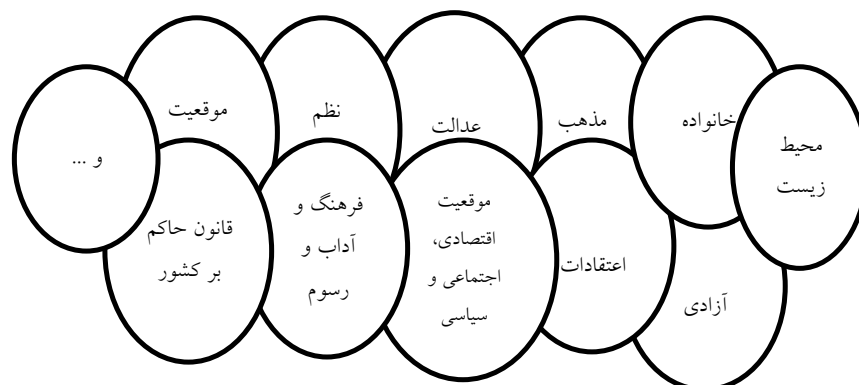 خانواده
مذهب
عدالت
نظم
موقعیت
محیط
زیست
و ...
آزادی
اعتقادات
موقعیت
اقتصادی،
اجتماعی و
سیاسی
فرهنگ و
آداب و
رسوم
قانون حاکم
بر کشور